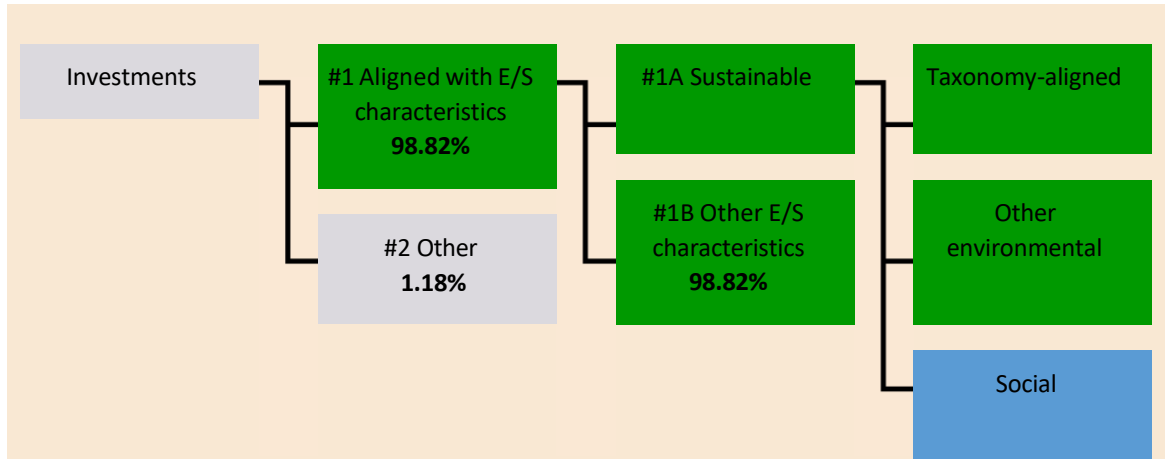 Investments
#1 Aligned with E/S
characteristics
98.82%
#2 Other
1.18%
#1A Sustainable
#1B Other E/S
characteristics
98.82%
Taxonomy-aligned
Other
environmental
Social